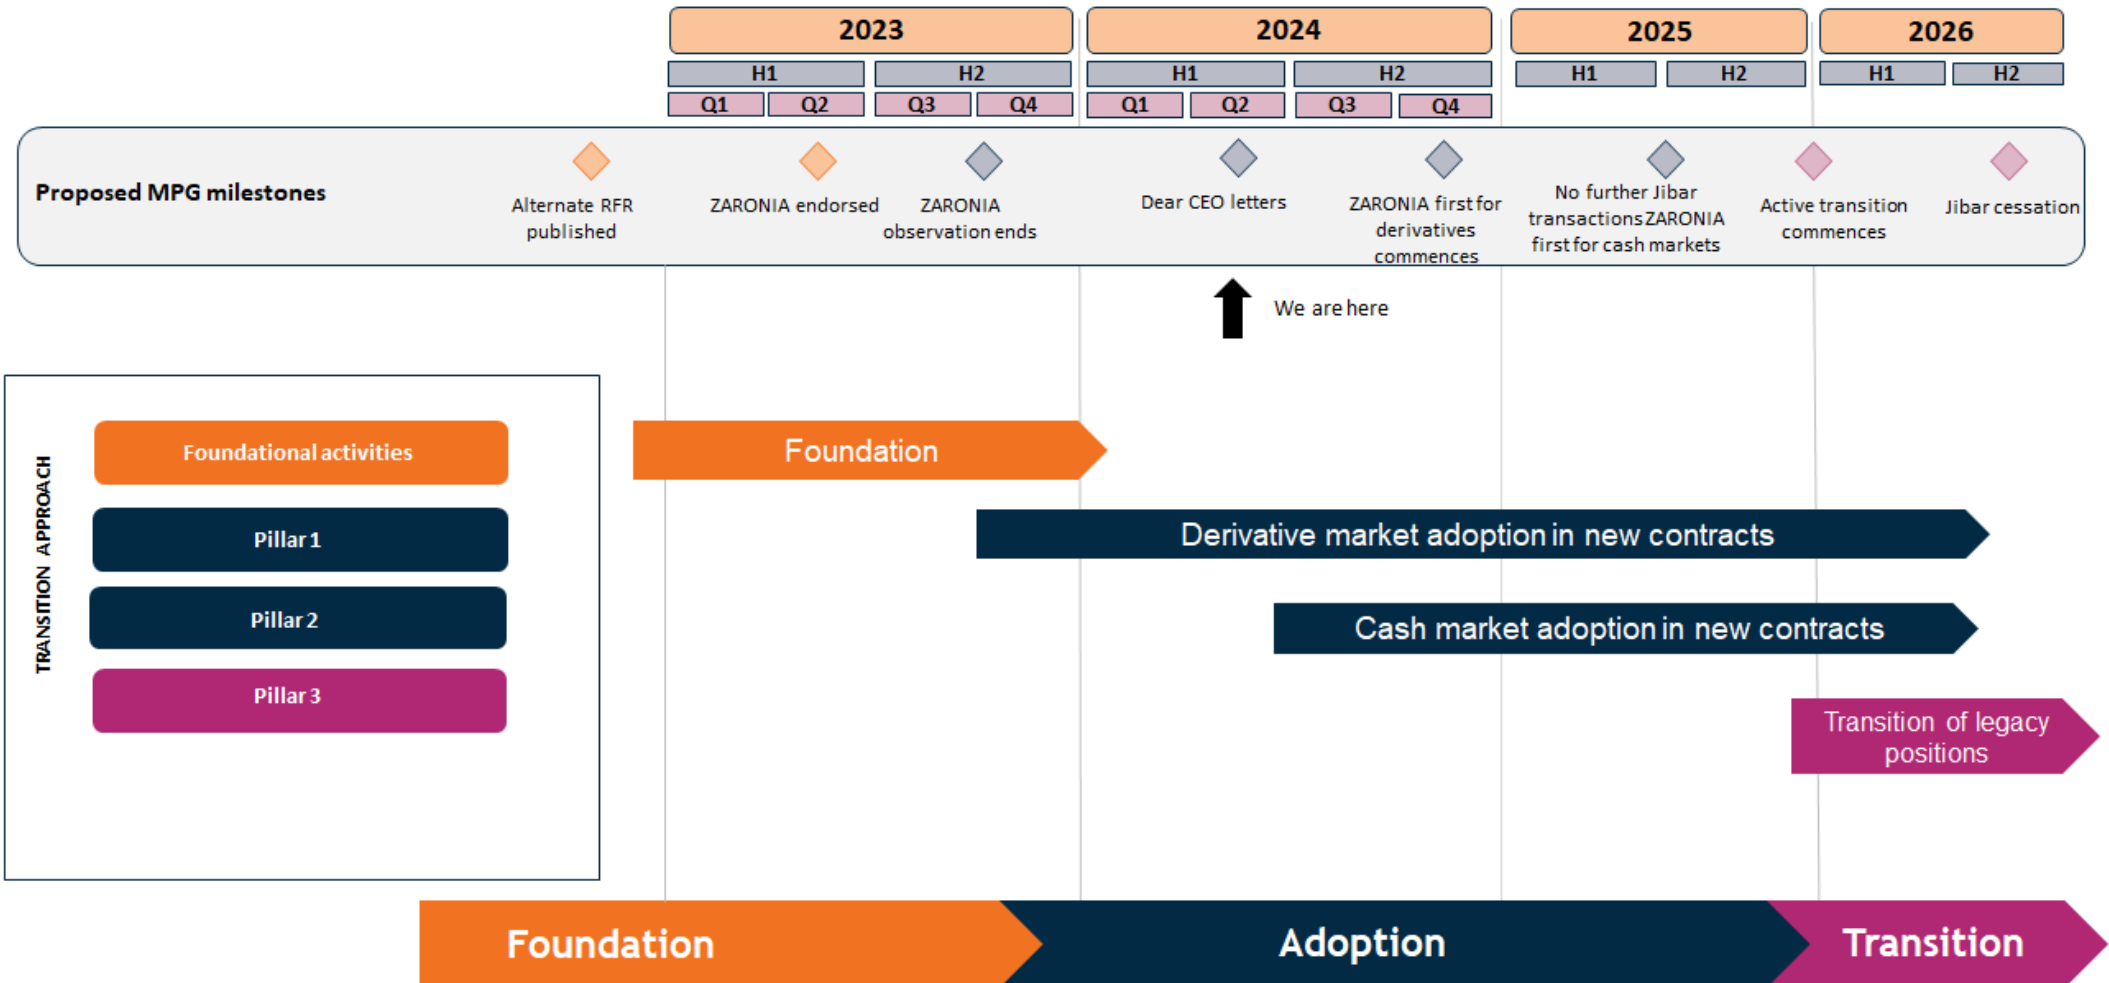 2023
2024
2025
2026
H1
H2
H1
H2
H1
H2
H1
H2
Q1
Q2
Q3
Q4
Q1
Q2
Q3
Q4
Proposed MPG milestones
Alternate RFR
published
ZARONIA endorsed
ZARONIA
observation ends
Dear CEO letters
ZARONIA first for
derivatives
commences
No further Jibar
transactionsZARONIA
first for cash markets
Active transition
commences
Jibar cessation
We are here
TRANSITION APPROACH
Foundational activities
Pillar 1
Pillar 2
Pillar 3
Foundation
Derivative market adoption in new contracts
Cash market adoption in new contracts
Transition of legacy
positions
Foundation
Adoption
Transition